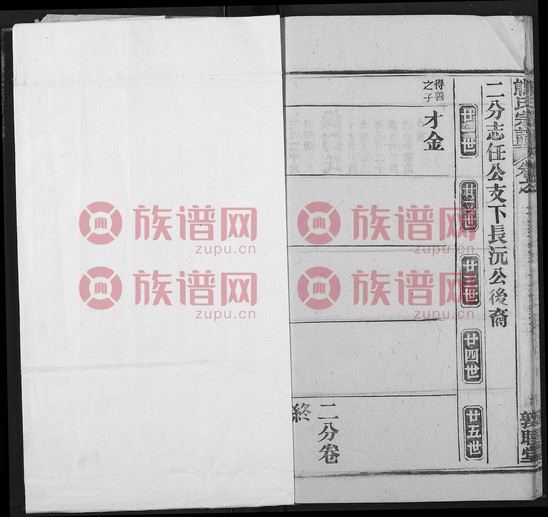 二分志任公支下長沅公後裔
廿一世
廿二世
廿三世
廿四世
廿五世
得善
之子
才金
二分卷
終
族谱网
zupu.cn
族谱网
zupu.cn
族谱网
zupu.cn
族谱网
zupu.cn